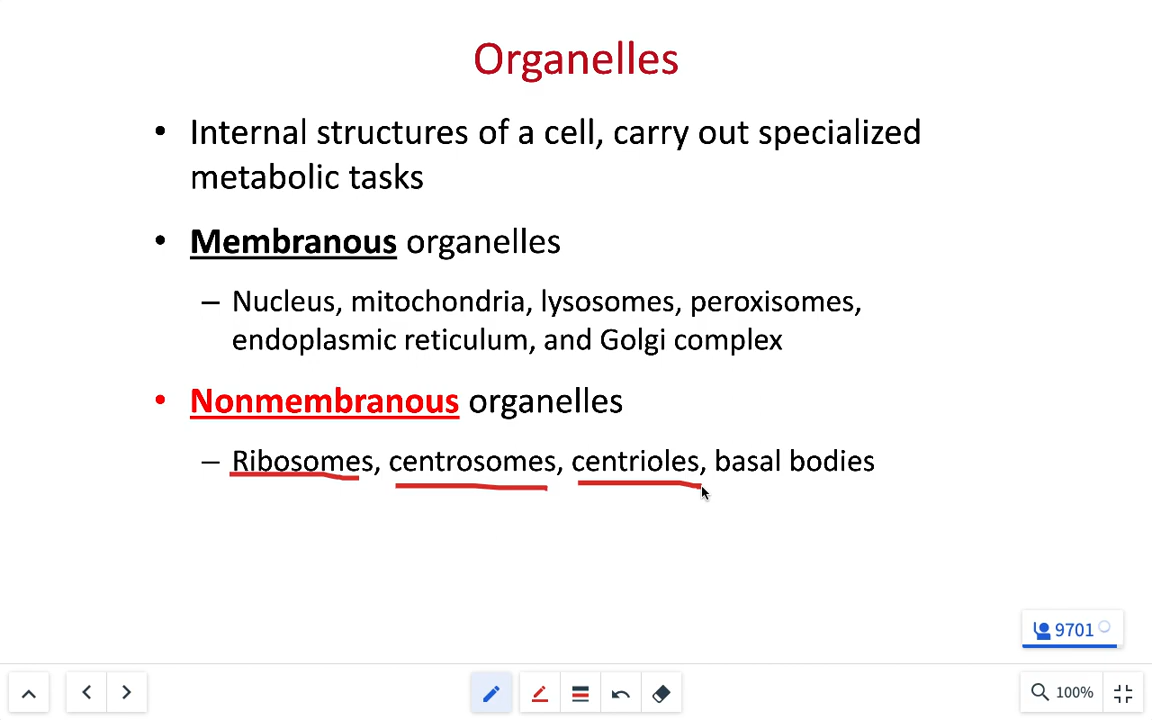 Organelles
• Internal structures of a cell, carry out specialized
metabolic tasks
• Membranous organelles
– Nucleus, mitochondria, lysosomes, peroxisomes,
endoplasmic reticulum, and Golgi complex
• Nonmembranous organelles
– Ribosomes, centrosomes, centrioles, basal bodies
9701
100%